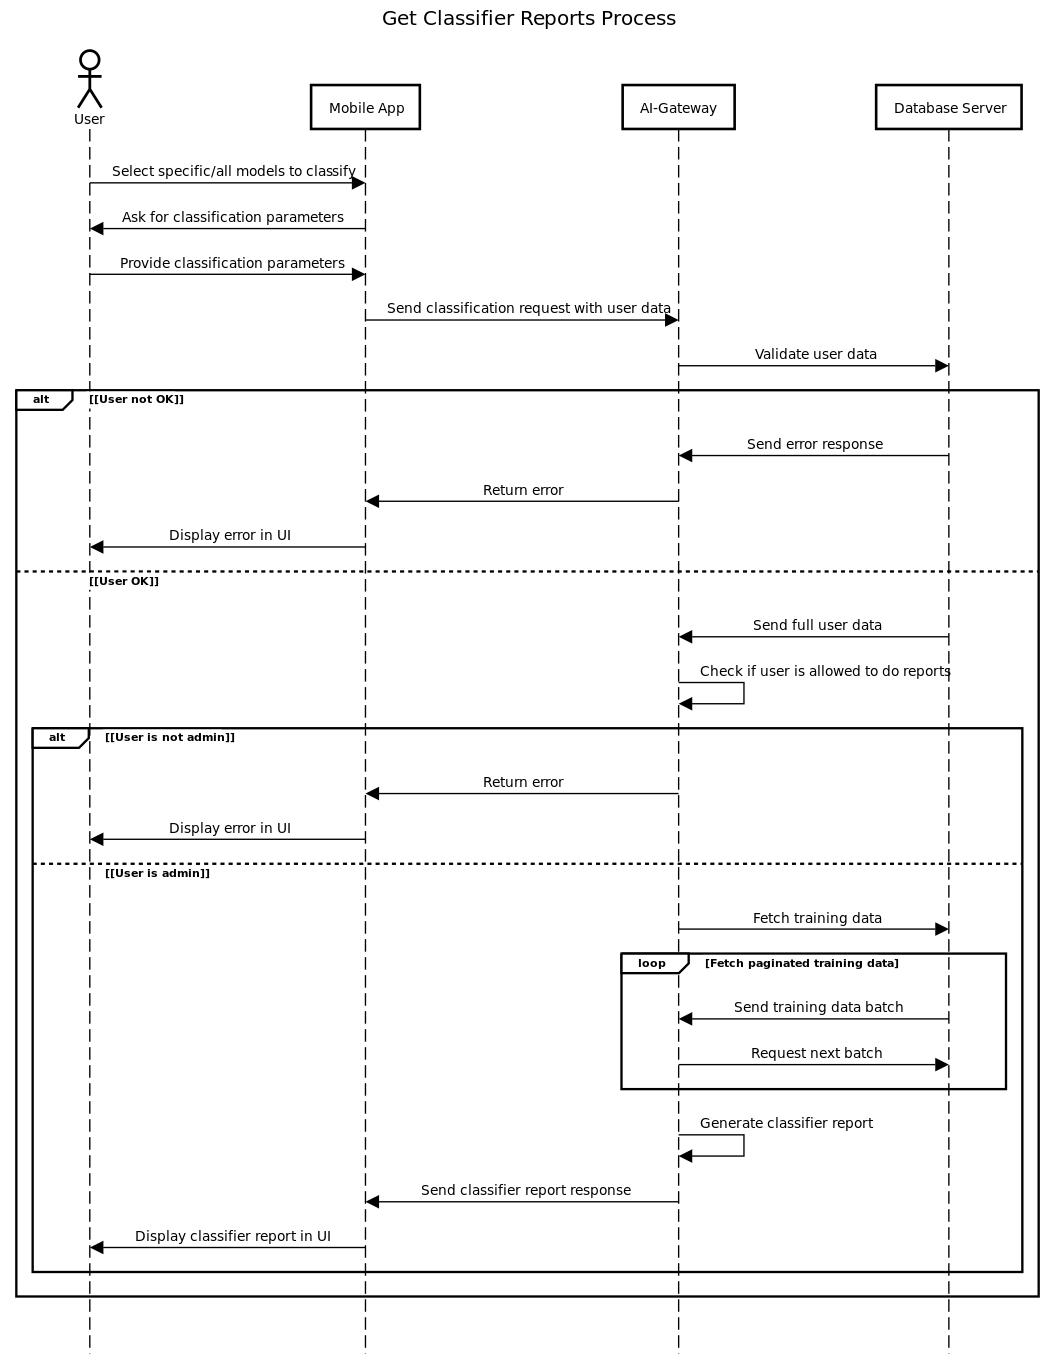 Get Classifier Reports Process
User
Mobile App
AI-Gateway
Database Server
Select specific/all models to classify
Ask for classification parameters
Provide classification parameters
Send classification request with user data
Validate user data
alt
[[User not OK]]
Send error response
Return error
Display error in UI
[[User OK]]
Send full user data
Check if user is allowed to do reports
alt
[[User is not admin]]
Return error
Display error in UI
[[User is admin]]
Fetch training data
loop
[Fetch paginated training data]
Send training data batch
Request next batch
Generate classifier report
Send classifier report response
Display classifier report in UI